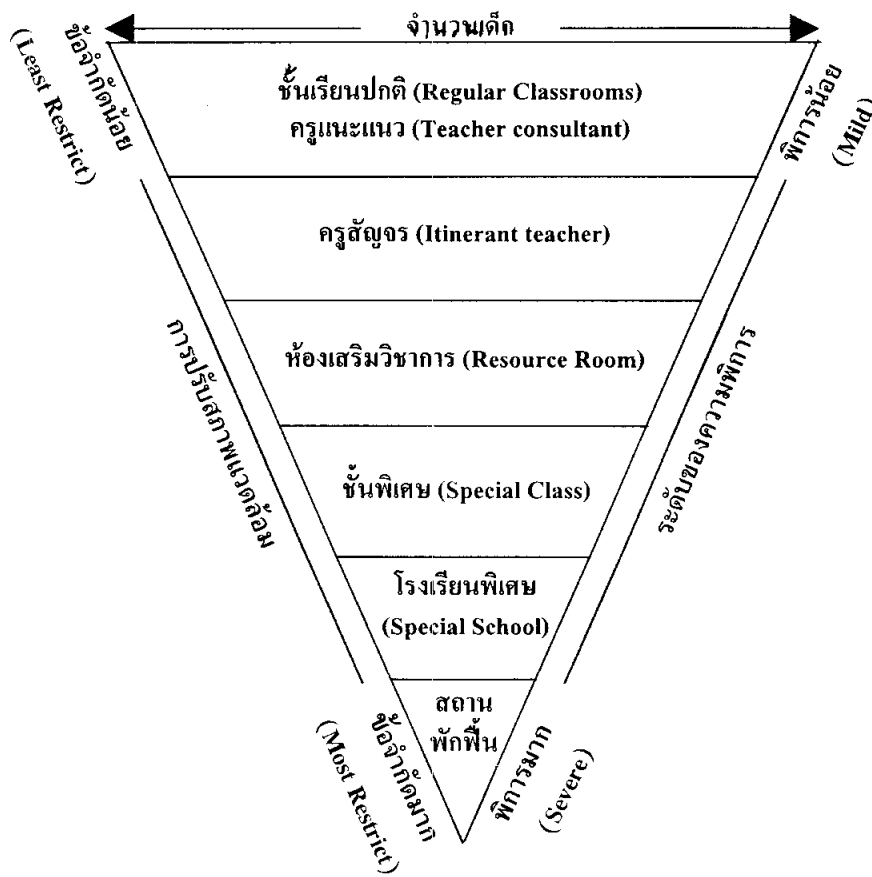 จำนวนเด็ก
ข้อจำกัดน้อย
(Least Restrict)
พิการน้อย
(Mild)
ชั้นเรียนปกติ (Regular Classrooms)
ครูแนะแนว (Teacher consultant)
ครูสัญจร (Itinerant teacher)
ห้องเสริมวิชาการ (Resource Room)
การปรับสภาพแวดล้อม
ระดับของความพิการ
ชั้นพิเศษ (Special Class)
โรงเรียนพิเศษ
(Special School)
สถาน
พักฟื้น
ข้อจำกัดมาก
(Most Restrict)
พิการมาก
(Severe)